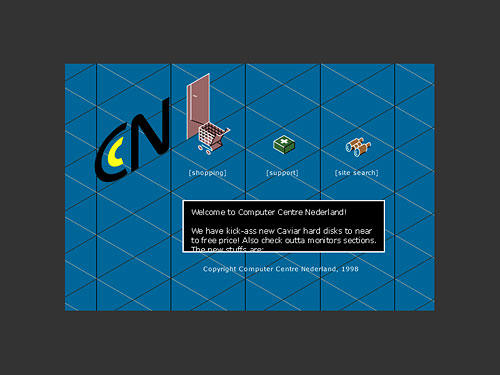 CCN
[shopping]
[support]
[site search]
Welcome to Computer Centre Nederland!
We have kick-ass new Caviar hard disks to near
to free price! Also check outta monitors sections.
The new stuffs are:
Copyright Computer Centre Nederland, 1998